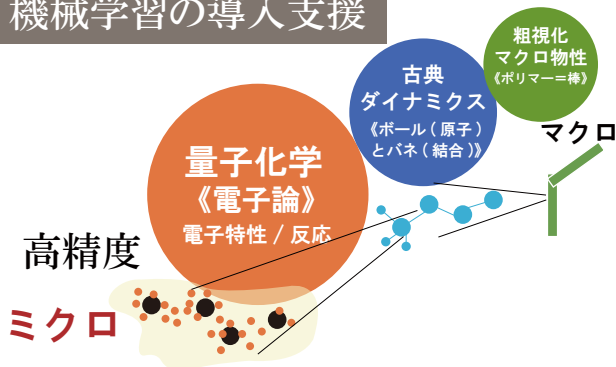 機械学習の導入支援
粗視化
マクロ物性
《ポリマー＝棒》
古典
ダイナミクス
《ボール ( 原子 )
とバネ ( 結合 )》
マクロ
量子化学
《電子論》
電子特性 / 反応
高精度
ミクロ